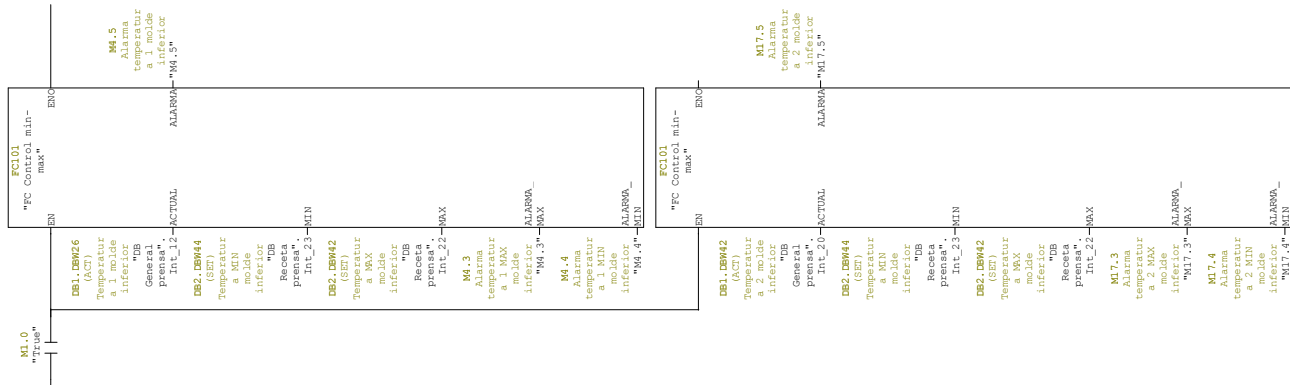 M1.0
"True"
FC101
"FC Control min-
max"
EN
ENO
DB1.DBW26
(ACT)
Temperatur
a 1 molde
inferior
"DB
General
prensa".
Int_12
ACTUAL
ALARMA
M4.5
Alarma
temperatur
a 1 molde
inferior
"M4.5"
DB2.DBW44
(SET)
Temperatur
a MIN
molde
inferior
"DB
Receta
prensa".
Int_23
MIN
DB2.DBW42
(SET)
Temperatur
a MAX
molde
inferior
"DB
Receta
prensa".
Int_22
MAX
M4.3
Alarma
temperatur
a 1 MAX
molde
inferior
"M4.3"
ALARMA_
MAX
M4.4
Alarma
temperatur
a 1 MIN
molde
inferior
"M4.4"
ALARMA_
MIN
FC101
"FC Control min-
max"
EN
ENO
DB1.DBW42
(ACT)
Temperatur
a 2 molde
inferior
"DB
General
prensa".
Int_20
ACTUAL
ALARMA
M17.5
Alarma
temperatur
a 2 molde
inferior
"M17.5"
DB2.DBW44
(SET)
Temperatur
a MIN
molde
inferior
"DB
Receta
prensa".
Int_23
MIN
DB2.DBW42
(SET)
Temperatur
a MAX
molde
inferior
"DB
Receta
prensa".
Int_22
MAX
M17.3
Alarma
temperatur
a 2 MAX
molde
inferior
"M17.3"
ALARMA_
MAX
M17.4
Alarma
temperatur
a 2 MIN
molde
inferior
"M17.4"
ALARMA_
MIN